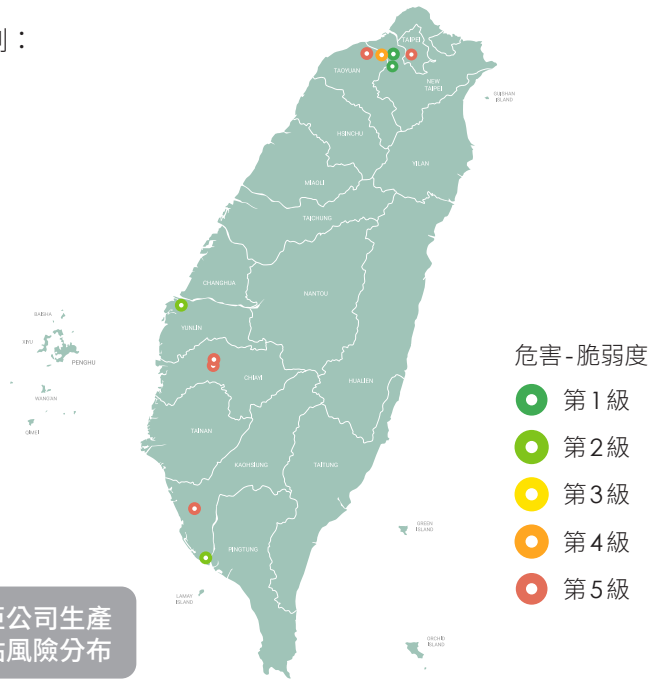 ：
TAIPEI
TAOYUAN
NEW
TAIPEI
GUISHAN
ISLAND
HSINCHU
YILAN
MIAOLI
TAICHUNG
CHANGHUA
NANTOU
BAISHA
YUNLIN
XIYU
PENGHU
CHIAYI
HUALIEN
WANGAN
QIMEI
TAINAN
KAOHSIUNG
TAITUNG
GREEN
ISLAND
PINGTUNG
LAMAY
ISLAND
ORCHID
ISLAND
危害-脆弱度
第1級
第2級
第3級
第4級
第5級
公司生產
風險分布